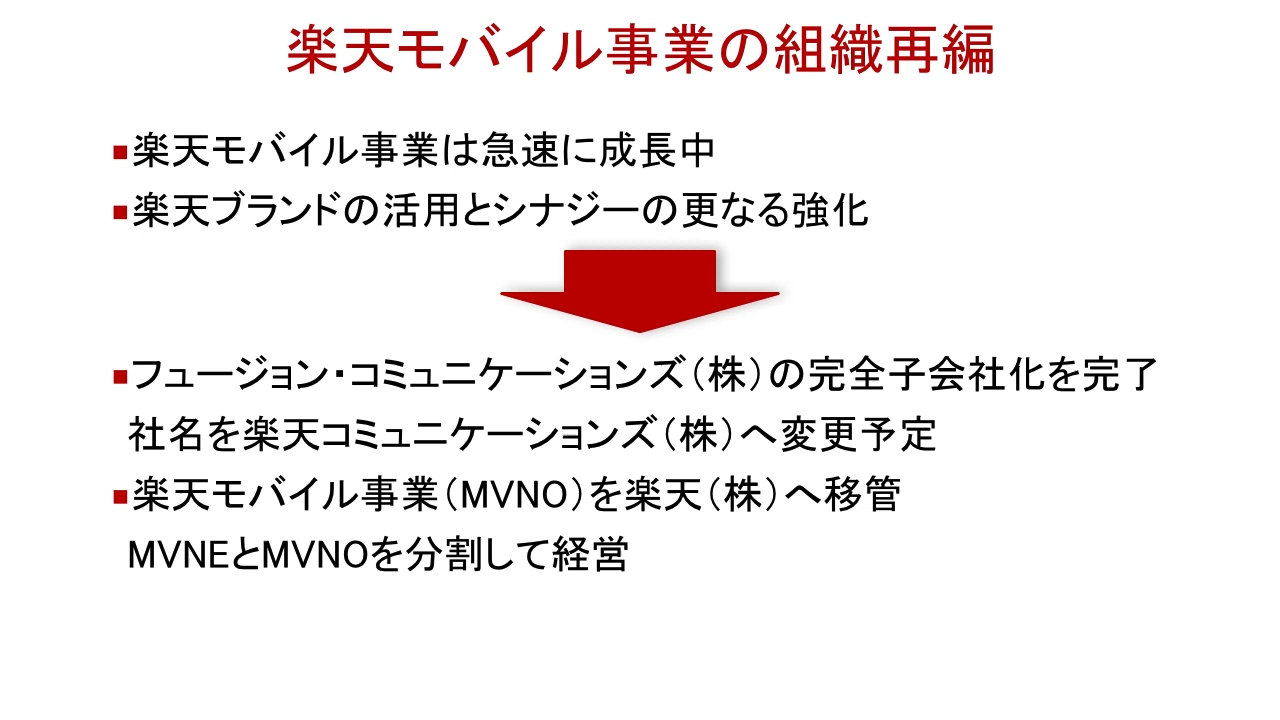 楽天モバイル事業の組織再編
■楽天モバイル事業は急速に成長中
■楽天ブランドの活用とシナジーの更なる強化
■フュージョン・コミュニケーションズ（株）の完全子会社化を完了
社名を楽天コミュニケーションズ（株）へ変更予定
■楽天モバイル事業（MVNO）を楽天（株）へ移管
MVNEとMVNOを分割して経営